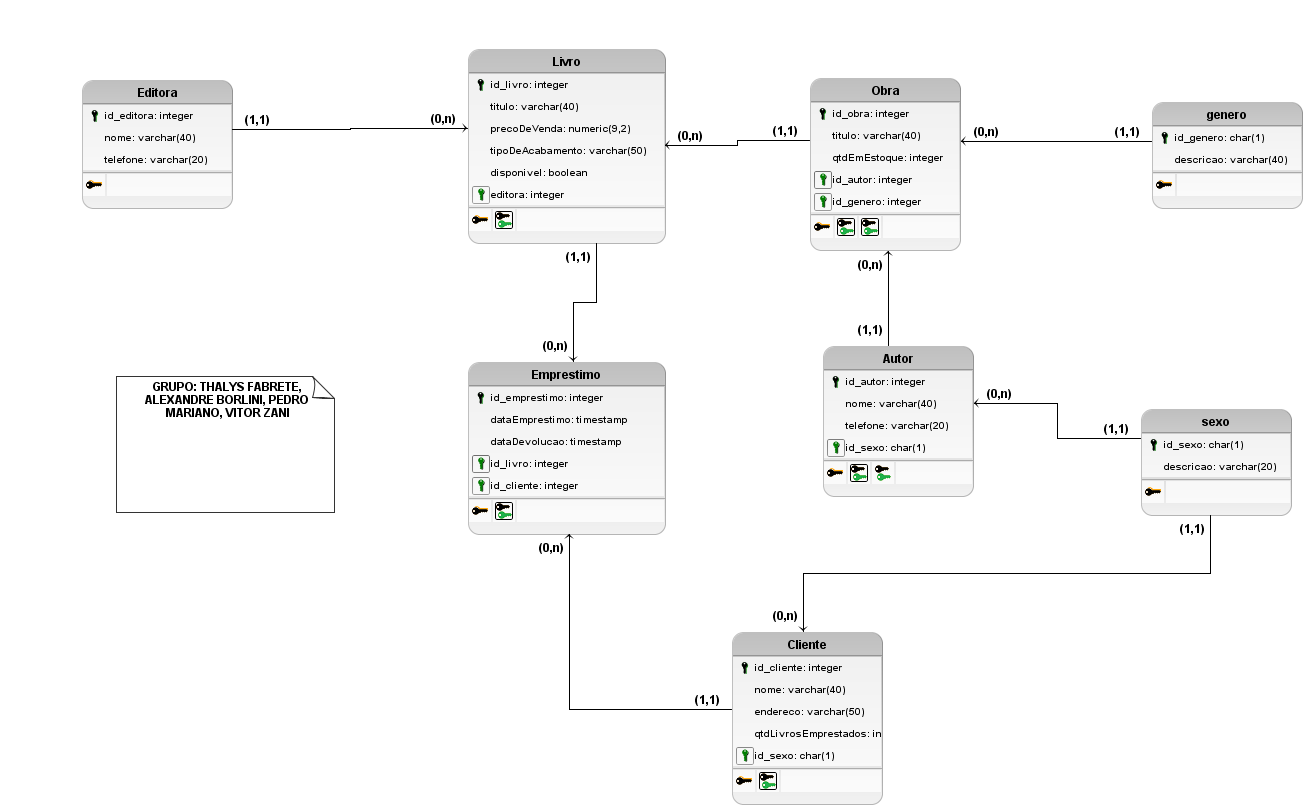 Editora
id_editora: integer
nome: varchar(40)
telefone: varchar(20)
(1,1)
(0,n)
Livro
id_livro: integer
titulo: varchar(40)
precoDeVenda: numeric(9,2)
tipoDeAcabamento: varchar(50)
disponivel: boolean
editora: integer
(0,n)
(1,1)
Obra
id_obra: integer
titulo: varchar(40)
qtdEmEstoque: integer
id_autor: integer
id_genero: integer
(0,n)
(1,1)
genero
id_genero: char(1)
descricao: varchar(40)
(1,1)
(0,n)
(0,n)
(1,1)
GRUPO: THALYS FABRETE,
ALEXANDRE BORLINI, PEDRO
MARIANO, VITOR ZANI
Emprestimo
id_emprestimo: integer
dataEmprestimo: timestamp
dataDevolucao: timestamp
id_livro: integer
id_cliente: integer
Autor
id_autor: integer
nome: varchar(40)
telefone: varchar(20)
id_sexo: char(1)
(0,n)
(1,1)
sexo
id_sexo: char(1)
descricao: varchar(20)
(0,n)
(1,1)
(1,1)
(0,n)
Cliente
id_cliente: integer
nome: varchar(40)
endereco: varchar(50)
qtdLivrosEmprestados: in
id_sexo: char(1)